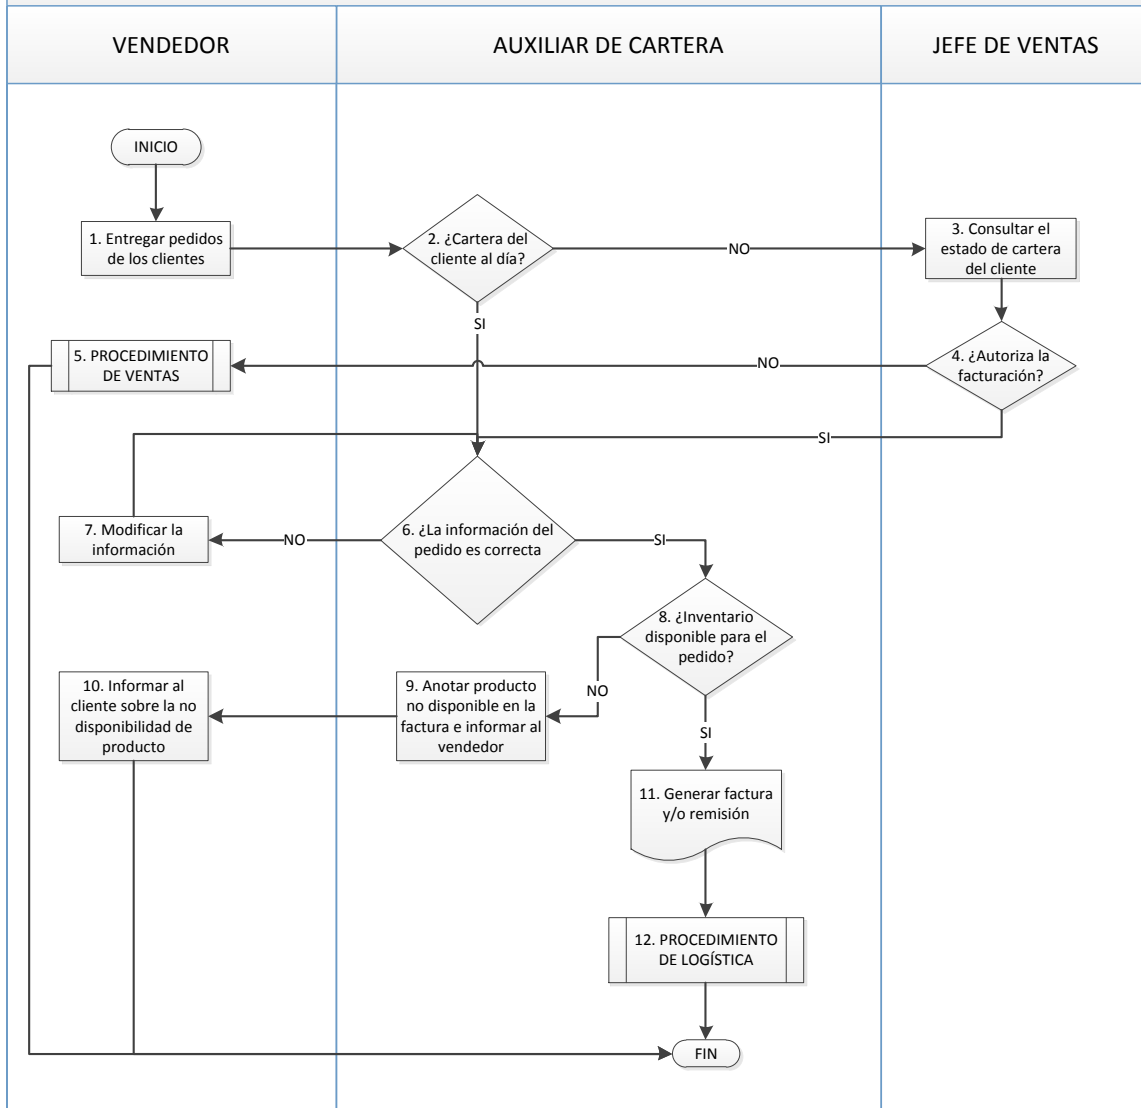 VENDEDOR
AUXILIAR DE CARTERA
JEFE DE VENTAS
INICIO
1. Entregar pedidos
de los clientes
2. ¿Cartera del
cliente al día?
NO
3. Consultar el
estado de cartera
del cliente
SI
5. PROCEDIMIENTO
DE VENTAS
NO
4. ¿Autoriza la
facturación?
SI
7. Modificar la
información
NO
6. ¿La información del
pedido es correcta
SI
8. ¿Inventario
disponible para el
pedido?
10. Informar al
cliente sobre la no
disponibilidad de
producto
9. Anotar producto
no disponible en la
factura e informar al
vendedor
NO
SI
11. Generar factura
y/o remisión
12. PROCEDIMIENTO
DE LOGÍSTICA
FIN